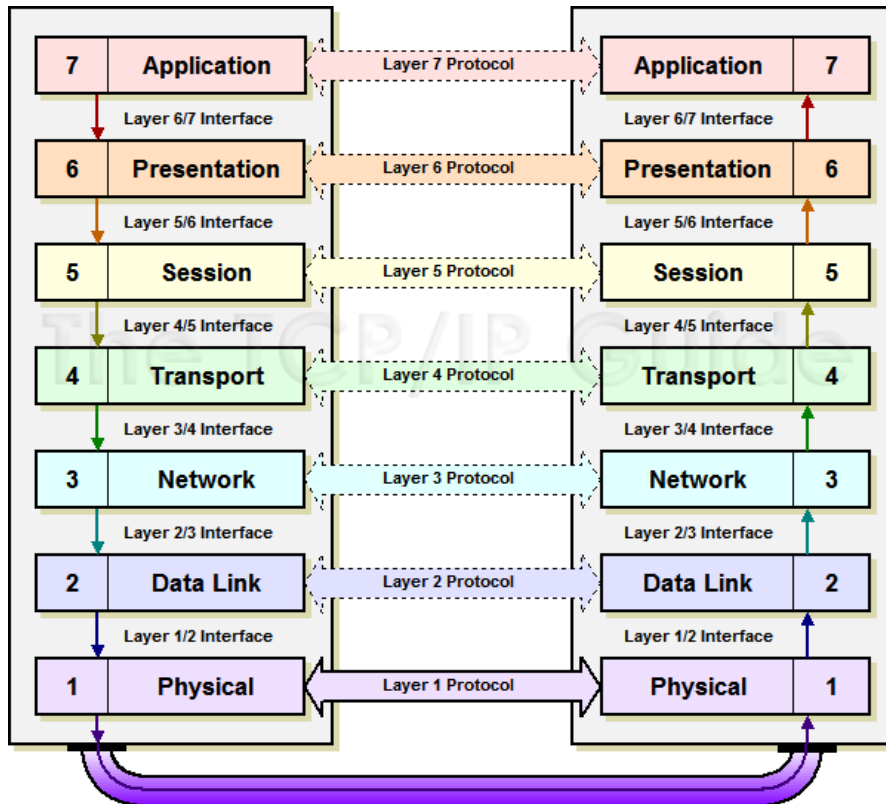 7 Application Layer 7 Protocol Application 7
Layer 6/7 Interface Layer 6/7 Interface
6 Presentation Layer 6 Protocol Presentation 6
Layer 5/6 Interface Layer 5/6 Interface
5 Session Layer 5 Protocol Session 5
Layer 4/5 Interface Layer 4/5 Interface
The TCP/IP Guide
4 Transport Layer 4 Protocol Transport 4
Layer 3/4 Interface Layer 3/4 Interface
3 Network Layer 3 Protocol Network 3
Layer 2/3 Interface Layer 2/3 Interface
2 Data Link Layer 2 Protocol Data Link 2
Layer 1/2 Interface Layer 1/2 Interface
1 Physical Layer 1 Protocol Physical 1